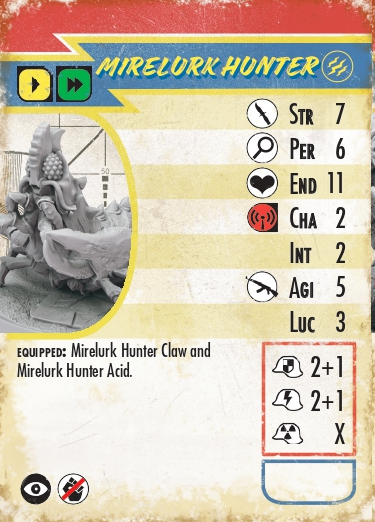 MIRELURK HUNTER
STR 7
PER 6
50
END 11
CHA 2
INT 2
AGI 5
LUC 3
EQUIPPED: Mirelurk Hunter Claw and
Mirelurk Hunter Acid.
2+1
2+1
X